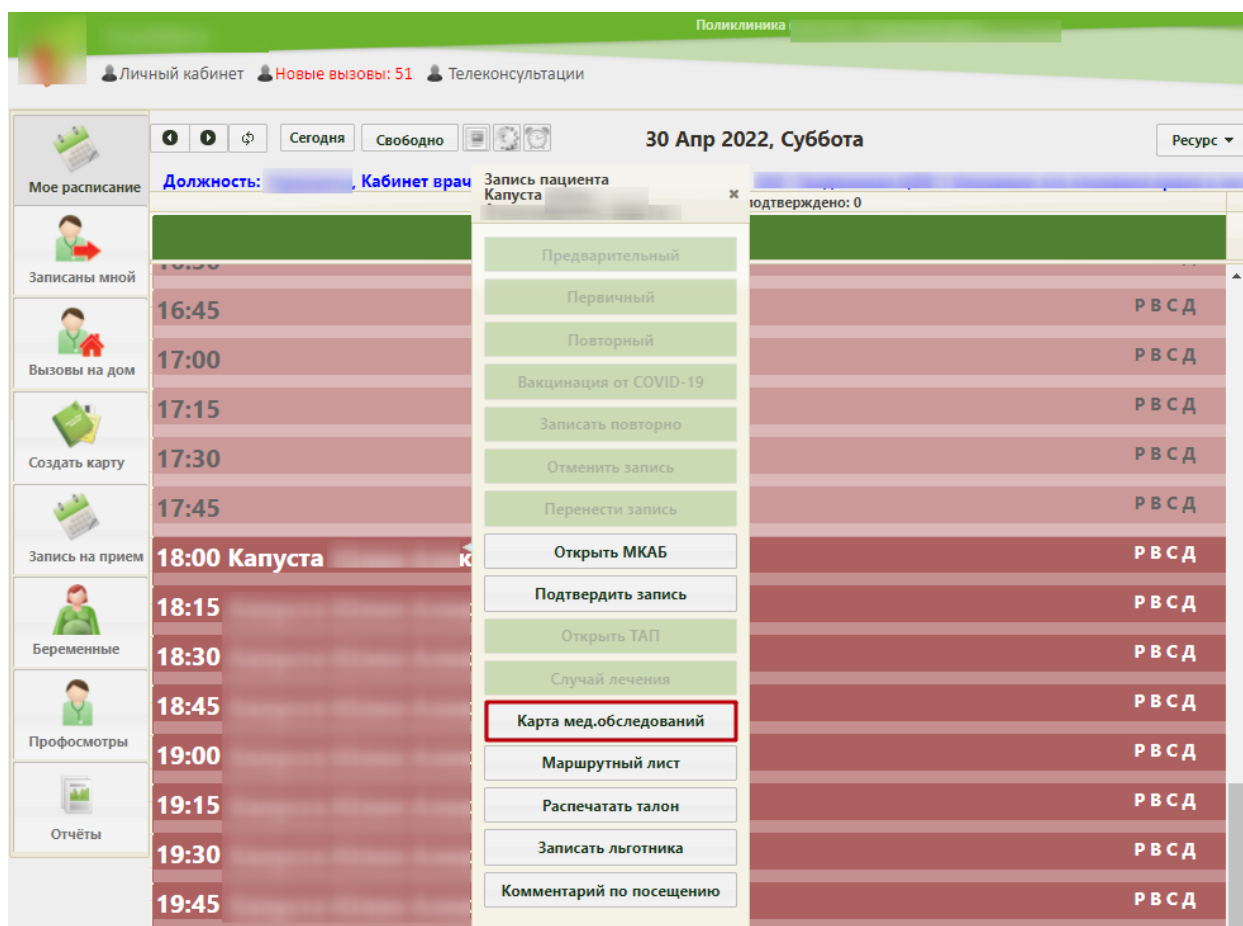 Поликлиника
Личный кабинет Новые вызовы: 51 Телеконсультации
Сегодня Свободно 30 Апр 2022, Суббота Ресурс
Мое расписание
Должность: , Кабинет врач
Запись пациента
Капуста
подтверждено: 0
Предварительный
Записаны мной
Первичный
16:45 Р В С Д
Повторный
17:00 Р В С Д
Вызовы на дом
Вакцинация от COVID-19
17:15 Р В С Д
Записать повторно
17:30 Р В С Д
Создать карту
Отменить запись
17:45 Р В С Д
Перенести запись
Запись на прием
18:00 Капуста Р В С Д
Открыть МКАБ
Подтвердить запись
18:15 Р В С Д
Открыть ТАП
Беременные
18:30 Р В С Д
Случай лечения
18:45 Р В С Д
Карта мед.обследований
Профосмотры
19:00 Р В С Д
Маршрутный лист
19:15 Р В С Д
Распечатать талон
Отчёты
19:30 Р В С Д
Записать льготника
Комментарий по посещению
19:45 Р В С Д